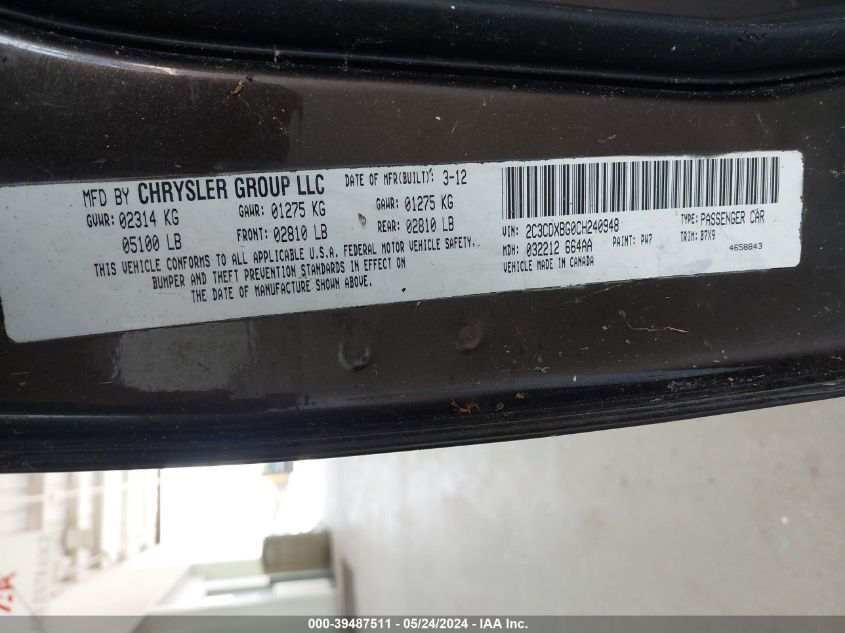 MFD BY CHRYSLER GROUP LLC DATE OF MFR(BUILT): 3-12
GVWR: 02314 KG GAWR: 01275 KG GAWR: 01275 KG
05100 LB FRONT: 02810 LB REAR: 02810 LB
THIS VEHICLE CONFORMS TO ALL APPLICABLE U.S.A. FEDERAL MOTOR VEHICLE SAFETY,
BUMPER AND THEFT PREVENTION STANDARDS IN EFFECT ON
THE DATE OF MANUFACTURE SHOWN ABOVE.
VIN: 2C3CDXBG0CH240948 TYPE: PASSENGER CAR
MDH: 032212 664AA PAINT: PW7 TRIM: B7X9
VEHICLE MADE IN CANADA 4658843
000-39487511 - 05/24/2024 - IAA Inc.